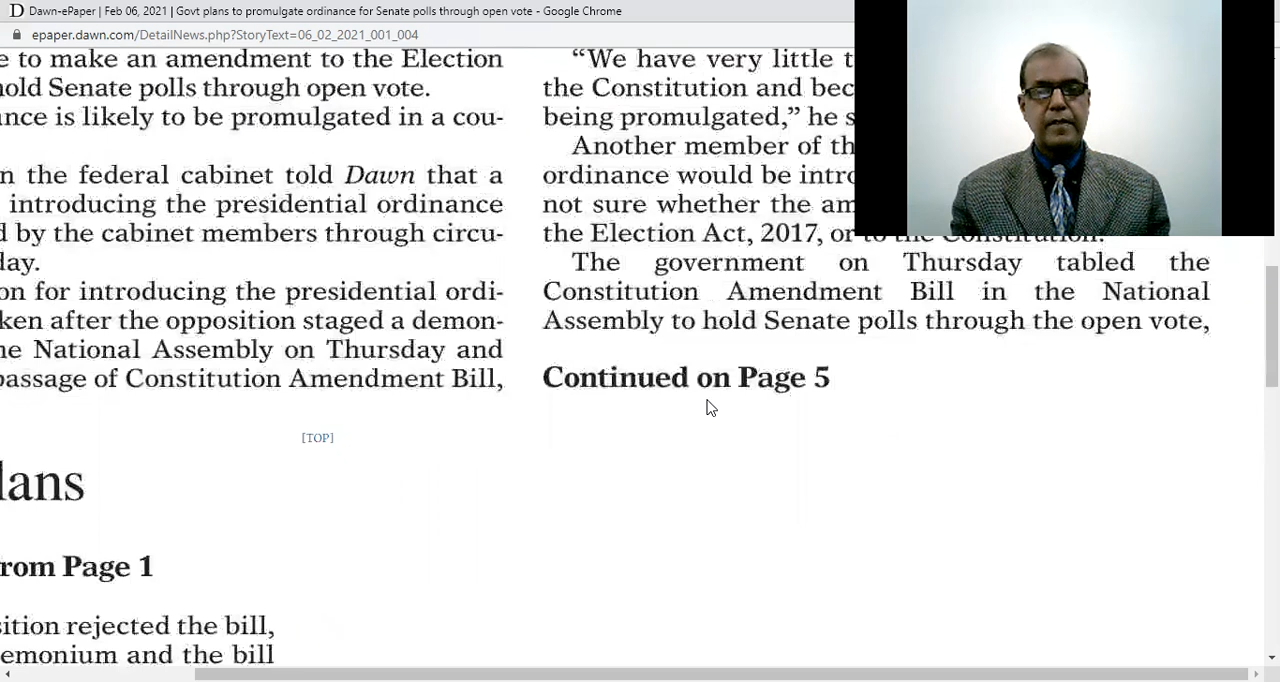 D Dawn-ePaper | Feb 06, 2021 | Govt plans to promulgate ordinance for Senate polls through open vote - Google Chrome
epaper.dawn.com/DetailNews.php?StoryText=06_02_2021_001_004
e to make an amendment to the Election
hold Senate polls through open vote.
ance is likely to be promulgated in a cou-
n the federal cabinet told Dawn that a
introducing the presidential ordinance
d by the cabinet members through circu-
day.
on for introducing the presidential ordi-
ken after the opposition staged a demon-
he National Assembly on Thursday and
passage of Constitution Amendment Bill,
“We have very little t
the Constitution and bec
being promulgated,” he s
Another member of th
ordinance would be intro
not sure whether the am
the Election Act, 2017, or to the Constitution.
The government on Thursday tabled the
Constitution Amendment Bill in the National
Assembly to hold Senate polls through the open vote,
Continued on Page 5
[TOP]
lans
rom Page 1
sition rejected the bill,
emonium and the bill